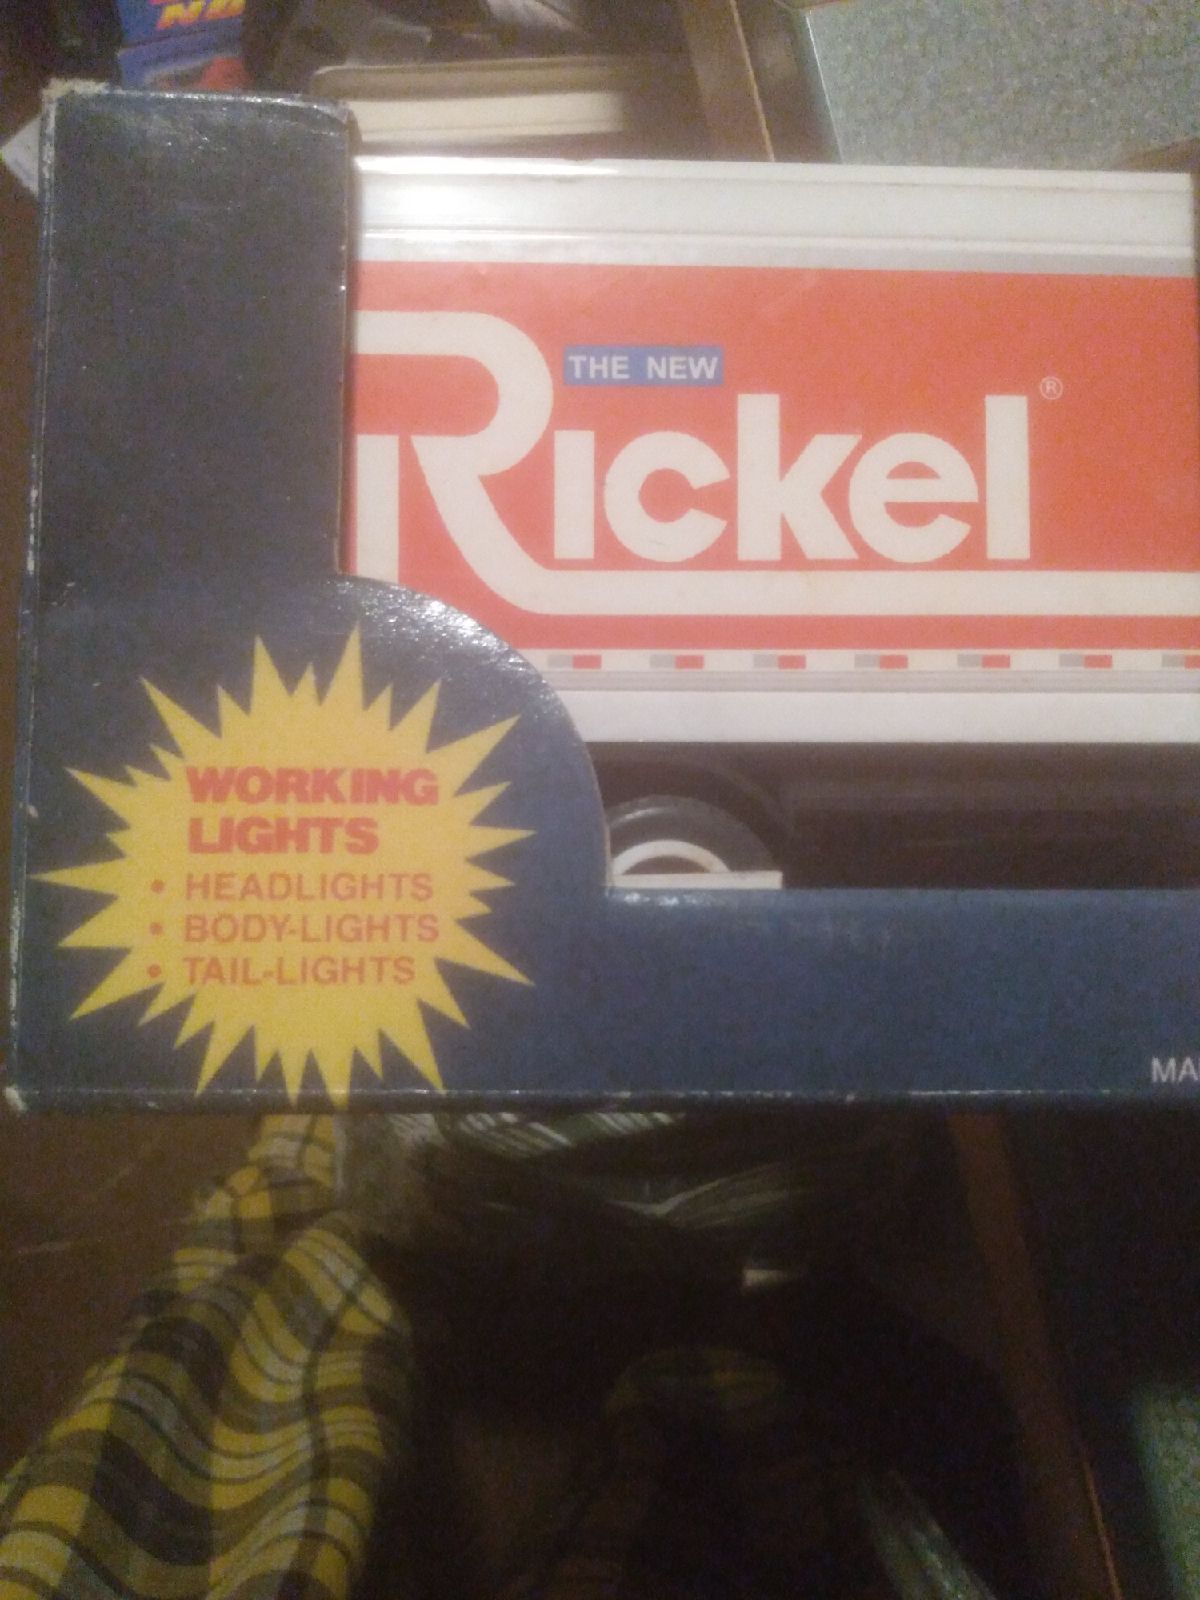 THE NEW
Rickel ®
WORKING
LIGHTS
• HEADLIGHTS
• BODY-LIGHTS
• TAIL-LIGHTS